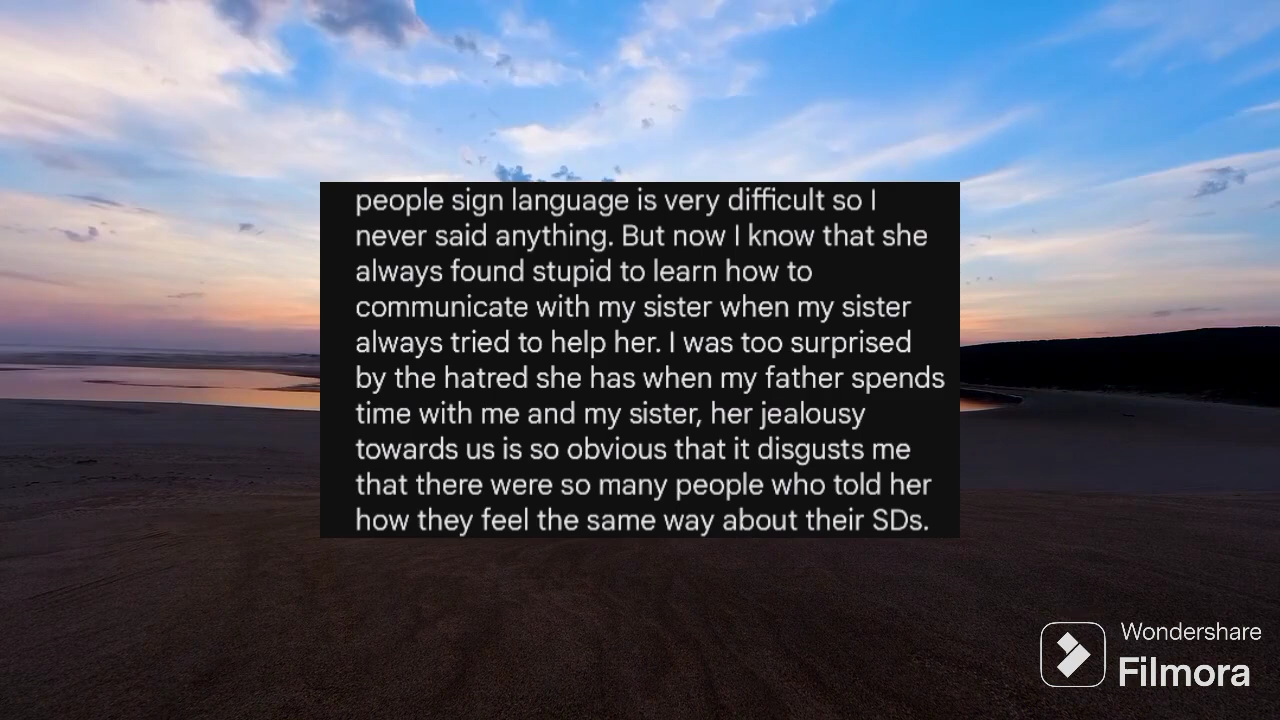 people sign language is very difficult so I
never said anything. But now I know that she
always found stupid to learn how to
communicate with my sister when my sister
always tried to help her. I was too surprised
by the hatred she has when my father spends
time with me and my sister, her jealousy
towards us is so obvious that it disgusts me
that there were so many people who told her
how they feel the same way about their SDs.
Wondershare
Filmora